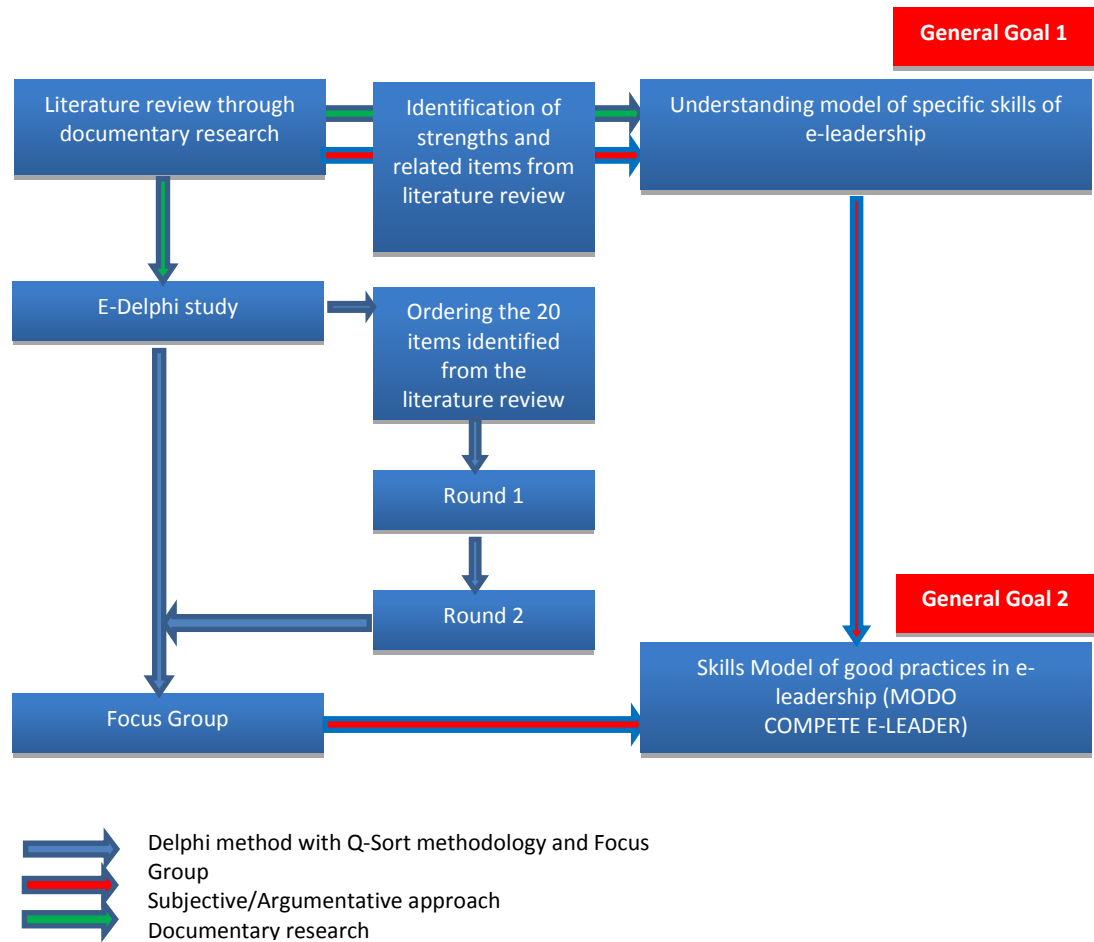 General Goal 1
Literature review through
documentary research
Identification of
strengths and
related items from
literature review
Understanding model of specific skills of
e-leadership
E-Delphi study
Ordering the 20
items identified
from the
literature review
Round 1
Round 2
General Goal 2
Focus Group
Skills Model of good practices in e-
leadership (MODO
COMPETE E-LEADER)
Delphi method with Q-Sort methodology and Focus
Group
Subjective/Argumentative approach
Documentary research